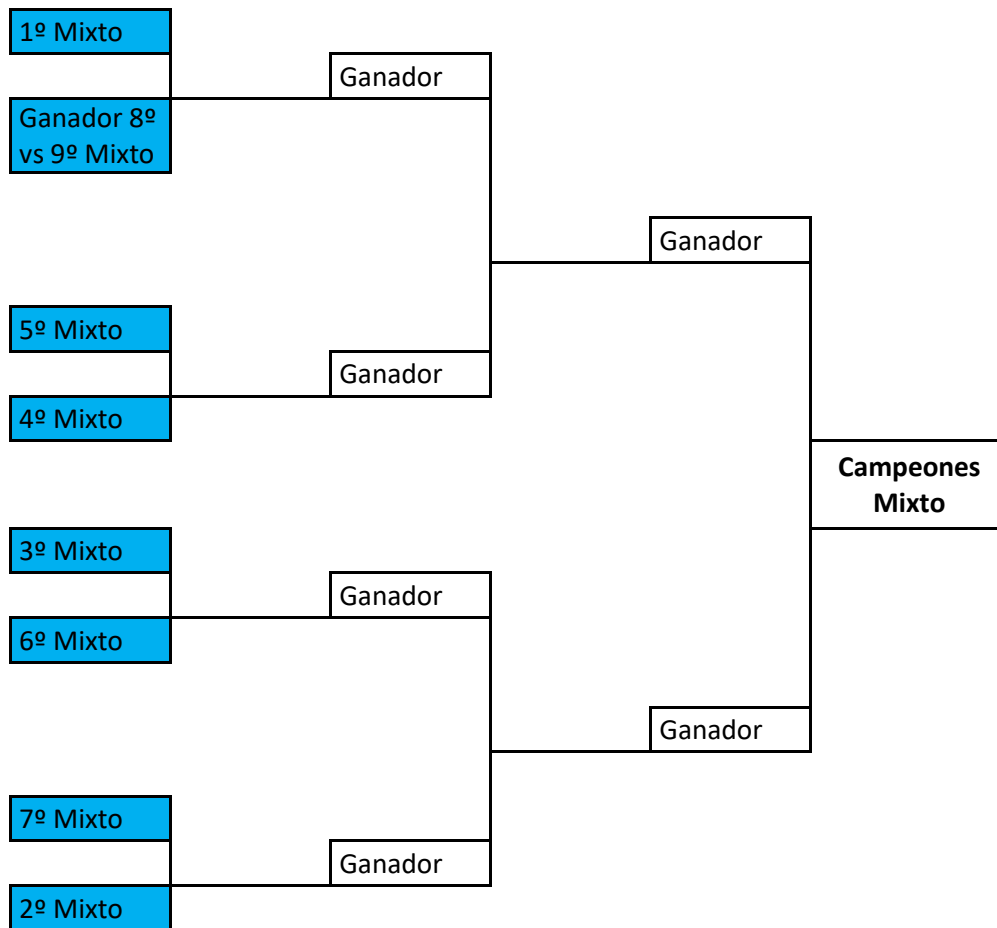 1º Mixto
Ganador
Ganador 8º
vs 9º Mixto
Ganador
5º Mixto
Ganador
4º Mixto
Campeones
Mixto
3º Mixto
Ganador
6º Mixto
Ganador
7º Mixto
Ganador
2º Mixto